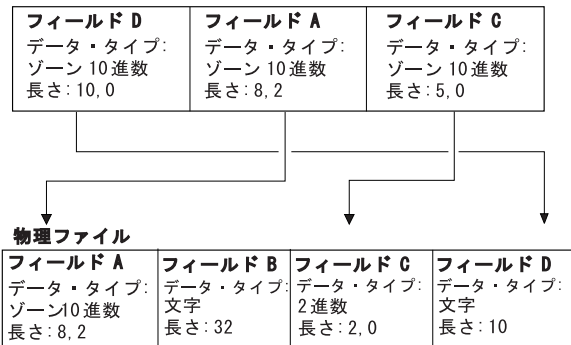 フィールド D
データ・タイプ:
ゾーン 10進数
長さ:10,0
フィールド A
データ・タイプ:
ゾーン 10進数
長さ:8,2
フィールド C
データ・タイプ:
ゾーン 10進数
長さ:5,0
物理ファイル
フィールド A
データ・タイプ:
ゾーン10進数
長さ:8,2
フィールド B
データ・タイプ:
文字
長さ:32
フィールド C
データ・タイプ:
2進数
長さ:2,0
フィールド D
データ・タイプ:
文字
長さ:10